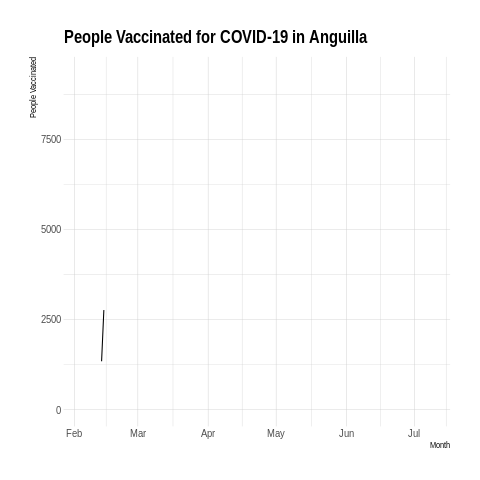 People Vaccinated for COVID-19 in Anguilla
People Vaccinated
7500
5000
2500
0
Feb Mar Apr May Jun Jul
Month